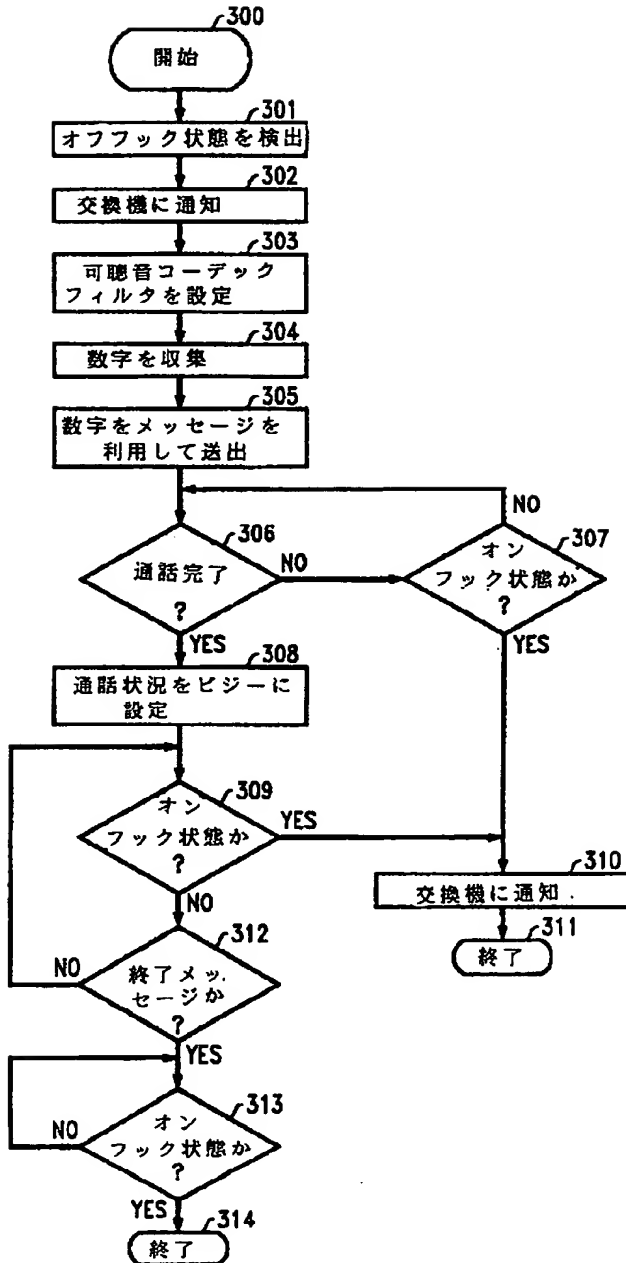 300
開始
301
オフフック状態を検出
302
交換機に通知
303
可聴音コーデック
フィルタを設定
304
数字を収集
305
数字をメッセージを
利用して送出
306
通話完了
?
NO
YES
307
オン
フック状態か
?
NO
YES
308
通話状況をビジーに
設定
309
オン
フック状態か
?
YES
NO
310
交換機に通知
311
終了
312
終了メッ
セージか
?
NO
YES
313
オン
フック状態か
?
NO
YES
314
終了